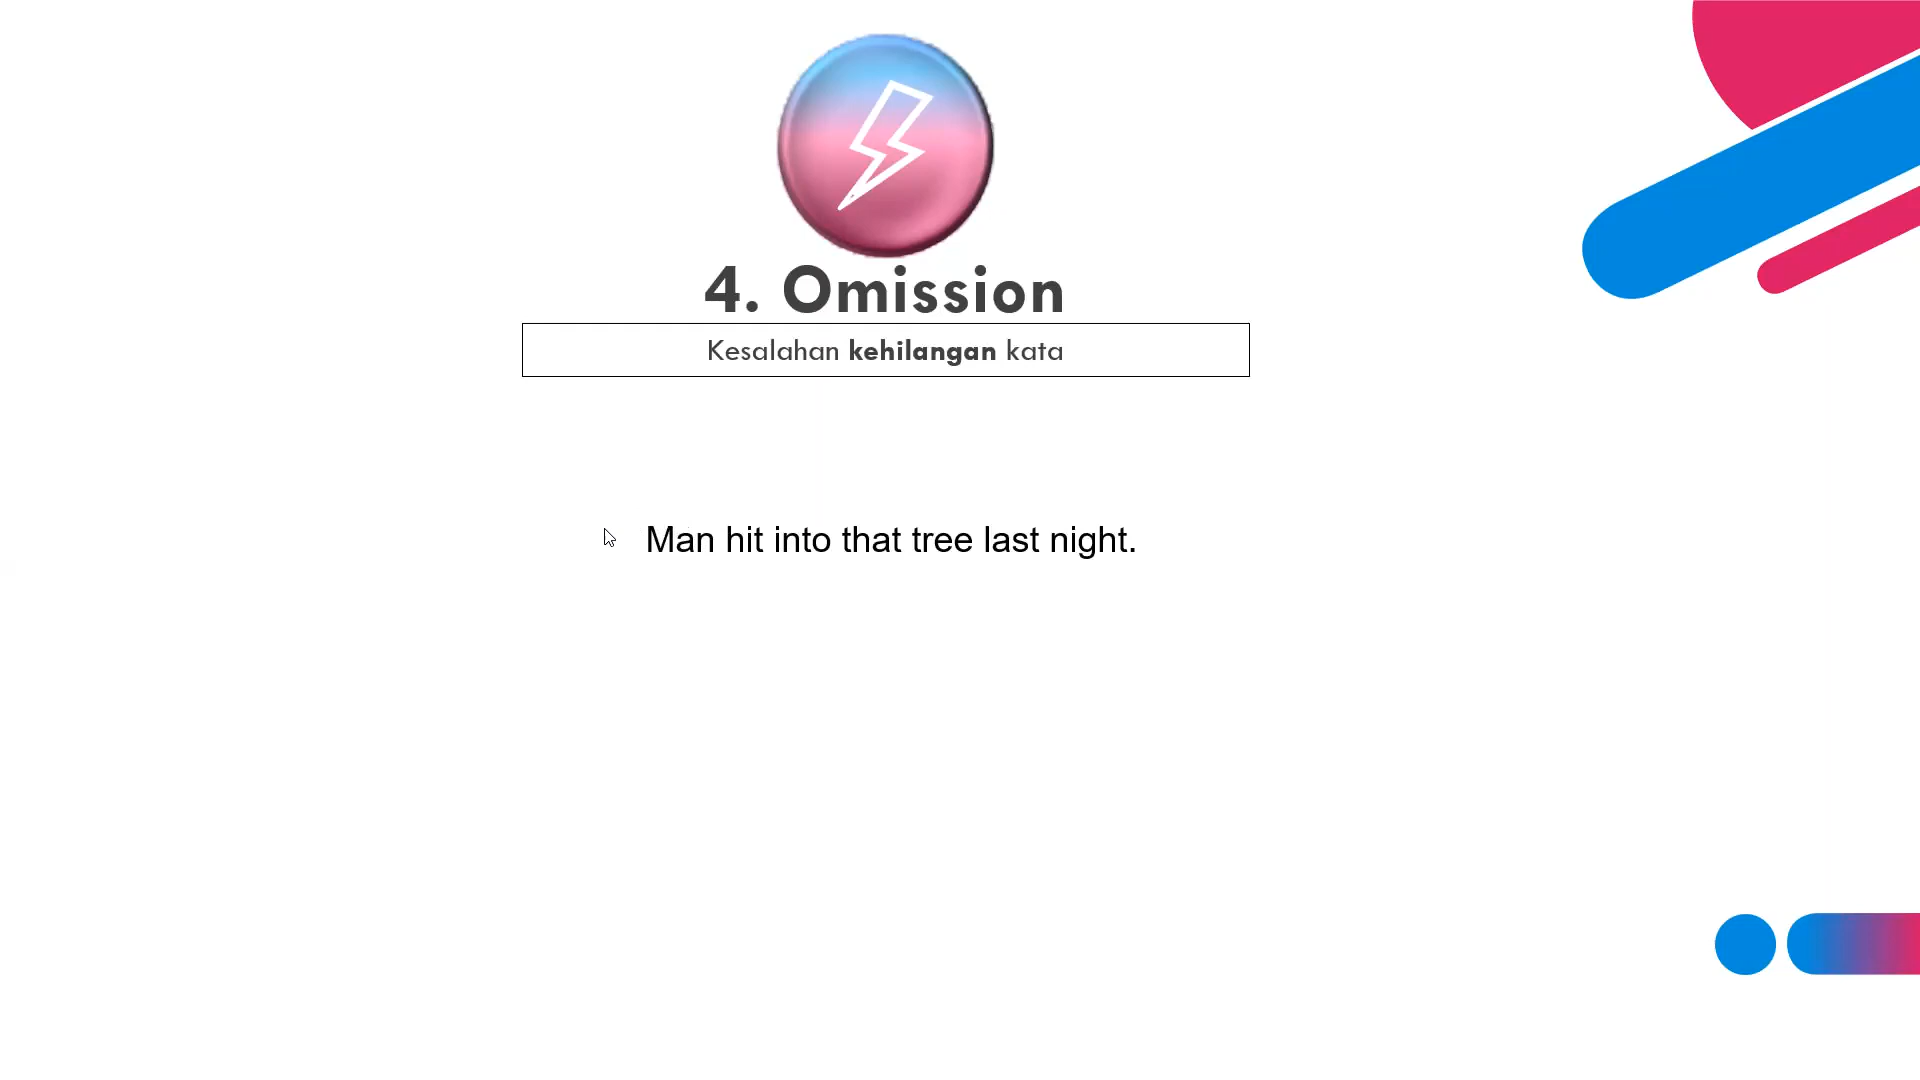 4. Omission
Kesalahan kehilangan kata
Man hit into that tree last night.